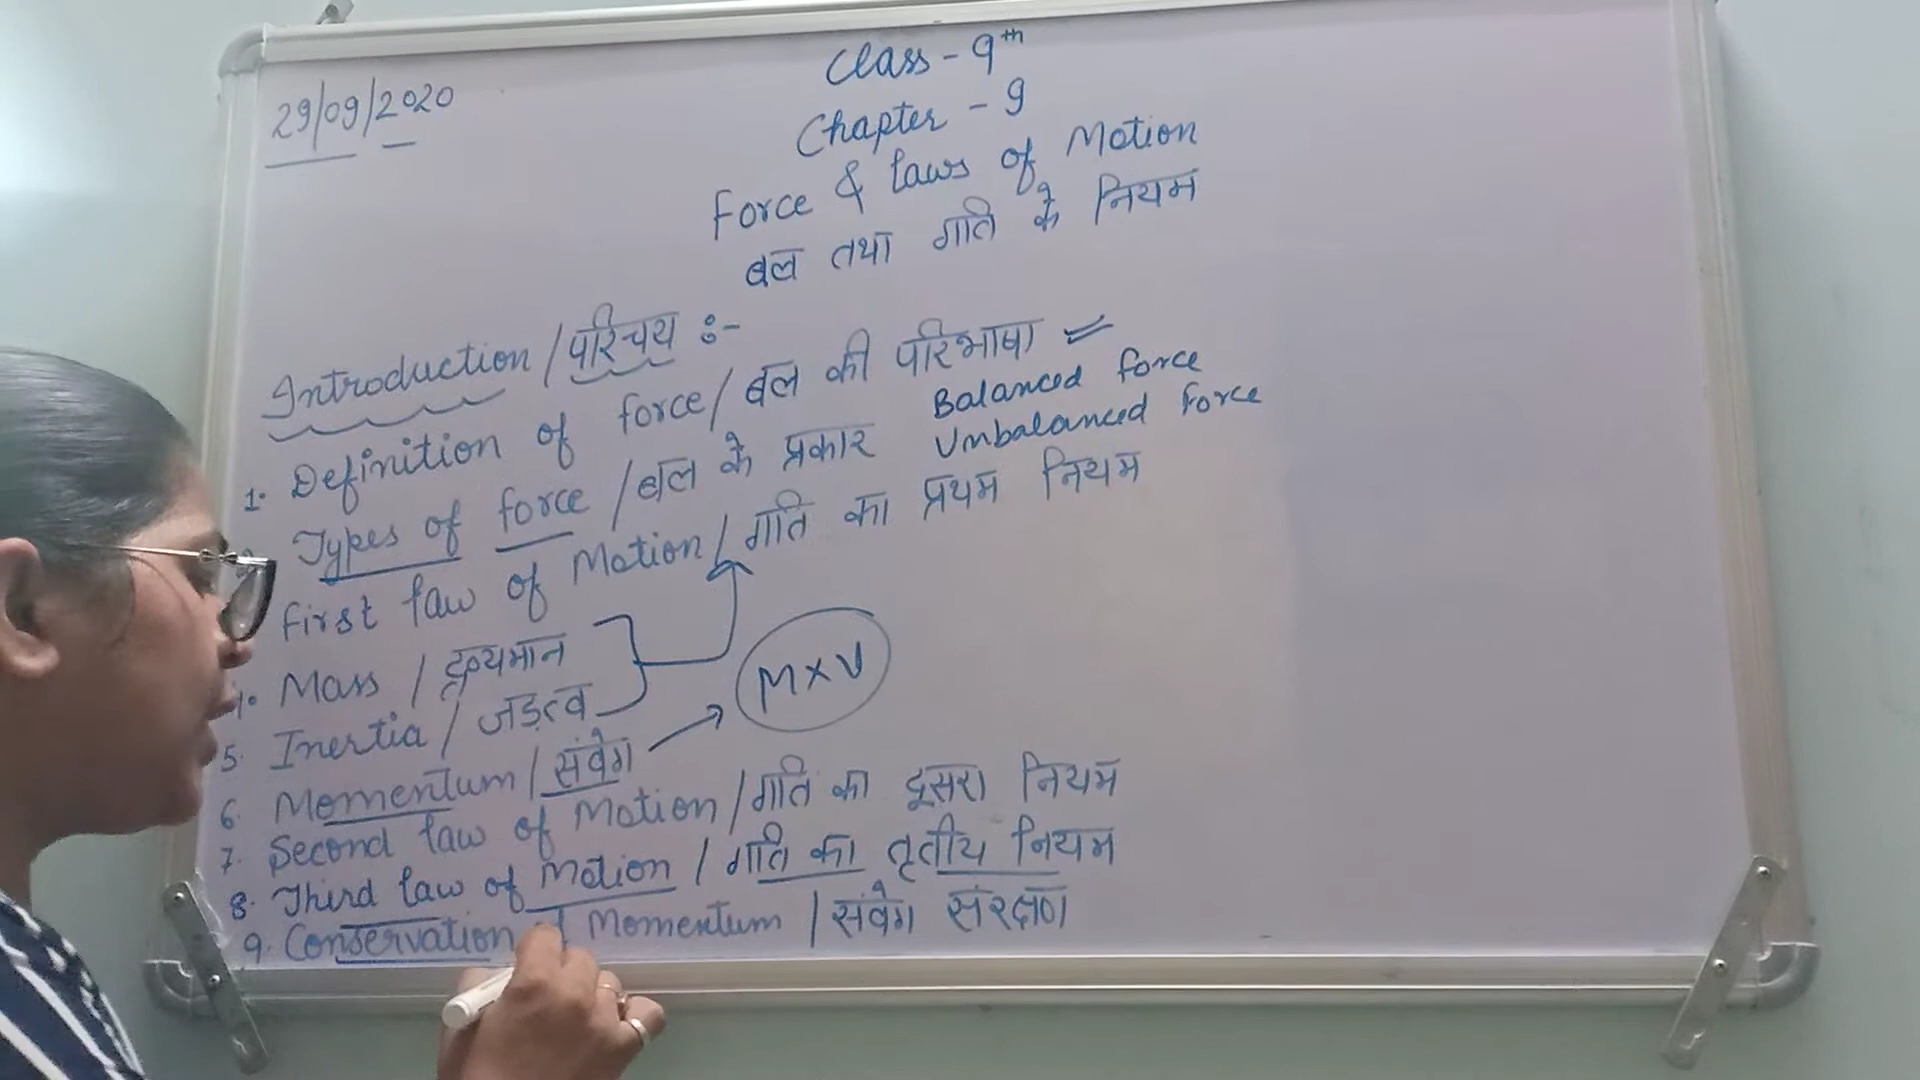 29/09/2020
Class - 9th
Chapter - 9
Force & Laws of Motion
बल तथा गति के नियम
Introduction / परिचय :-
1. Definition of force / बल की परिभाषा
Types of force / बल के प्रकार Balanced force
Unbalanced force
First law of Motion / गति का प्रथम नियम
Mass / द्रव्यमान
5. Inertia / जड़त्व
M×V
6. Momentum / संवेग
7. Second law of Motion / गति का दूसरा नियम
8. Third law of Motion / गति का तृतीय नियम
9. Conservation of Momentum / संवेग संरक्षण